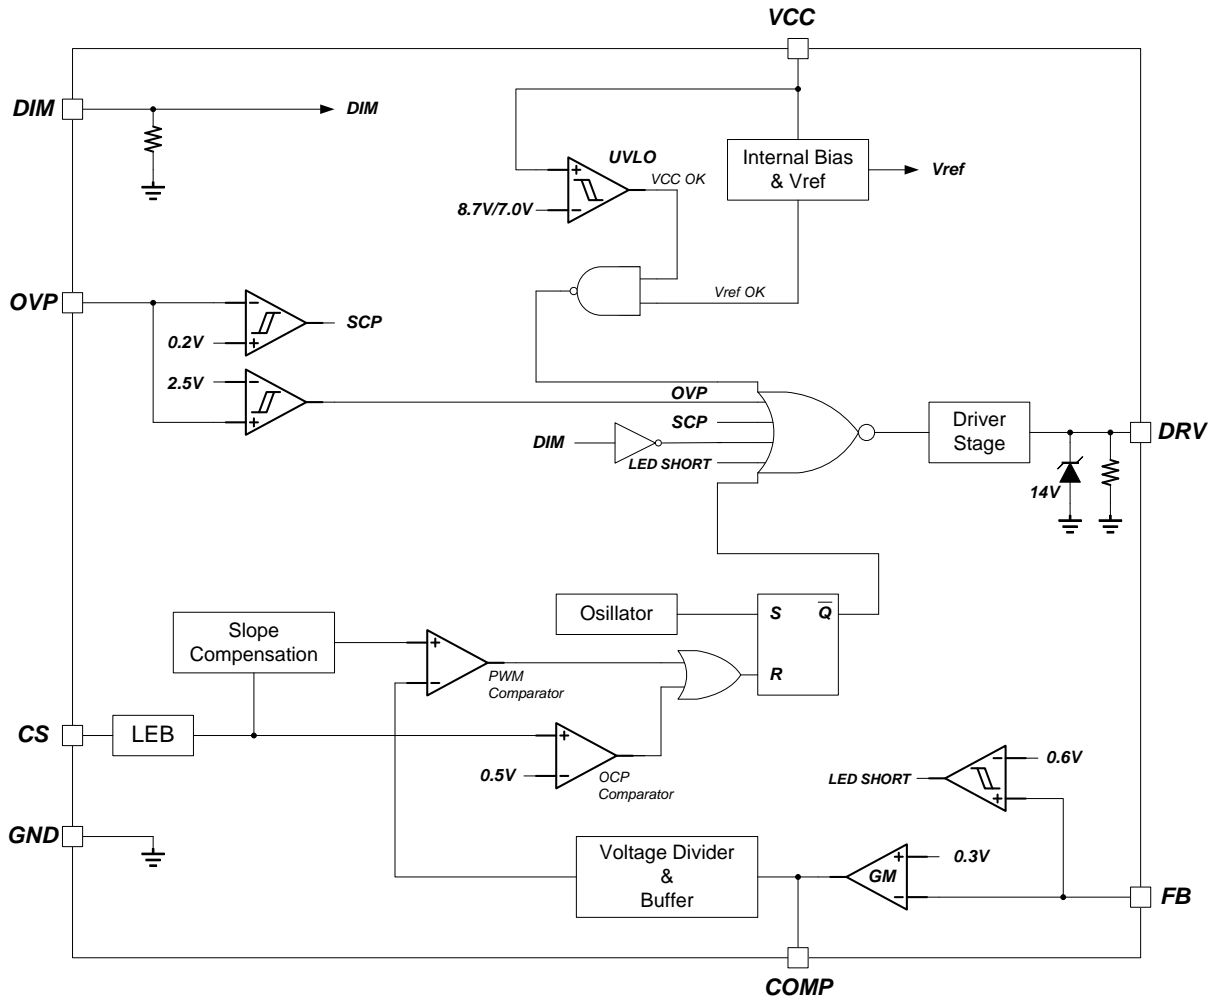 VCC
DIM
DIM
UVLO
VCC OK
8.7V/7.0V
Internal Bias
& Vref
Vref
Vref OK
OVP
SCP
0.2V
2.5V
OVP
SCP
DIM
LED SHORT
Driver
Stage
DRV
14V
Osillator
S
Q
R
Slope
Compensation
PWM
Comparator
CS
LEB
0.5V
OCP
Comparator
LED SHORT
0.6V
GND
Voltage Divider
&
Buffer
GM
0.3V
FB
COMP
+
−
−
+
−
+
+
−
+
−
−
+
+
−